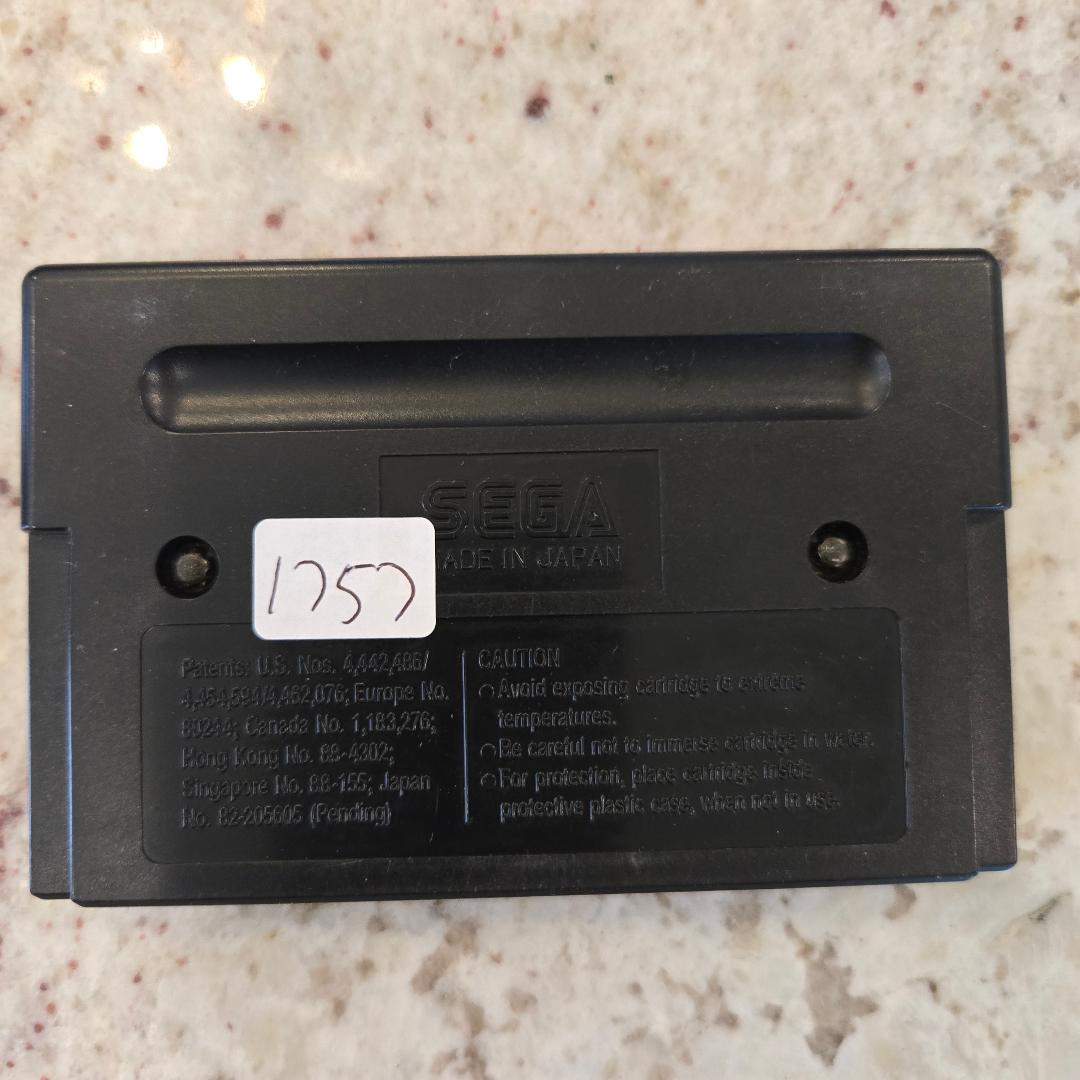 SEGA
MADE IN JAPAN
1757
Patents: U.S. Nos. 4,442,486/
4,454,594/4,462,076; Europe No.
80244; Canada No. 1,183,276;
Hong Kong No. 88-4302;
Singapore No. 88-155; Japan
No. 82-205605 (Pending)
CAUTION
○Avoid exposing cartridge to extreme
temperatures.
○Be careful not to immerse cartridge in water.
○For protection, place cartridge inside
protective plastic case, when not in use.